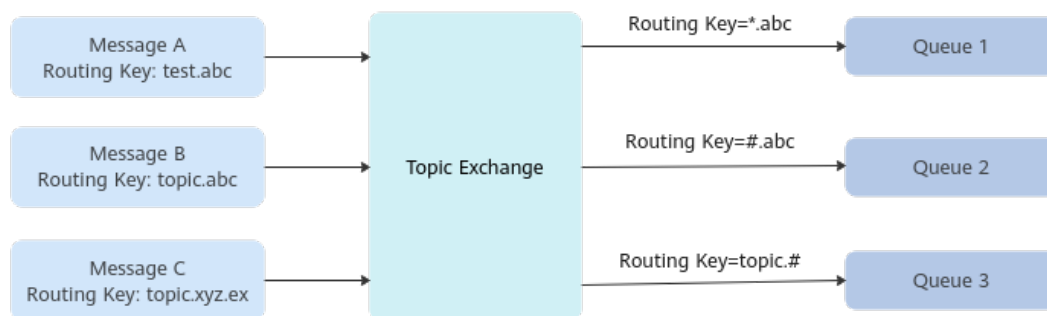 Message A
Routing Key: test.abc
Message B
Routing Key: topic.abc
Message C
Routing Key: topic.xyz.ex
Topic Exchange
Routing Key=*.abc
Routing Key=#.abc
Routing Key=topic.#
Queue 1
Queue 2
Queue 3